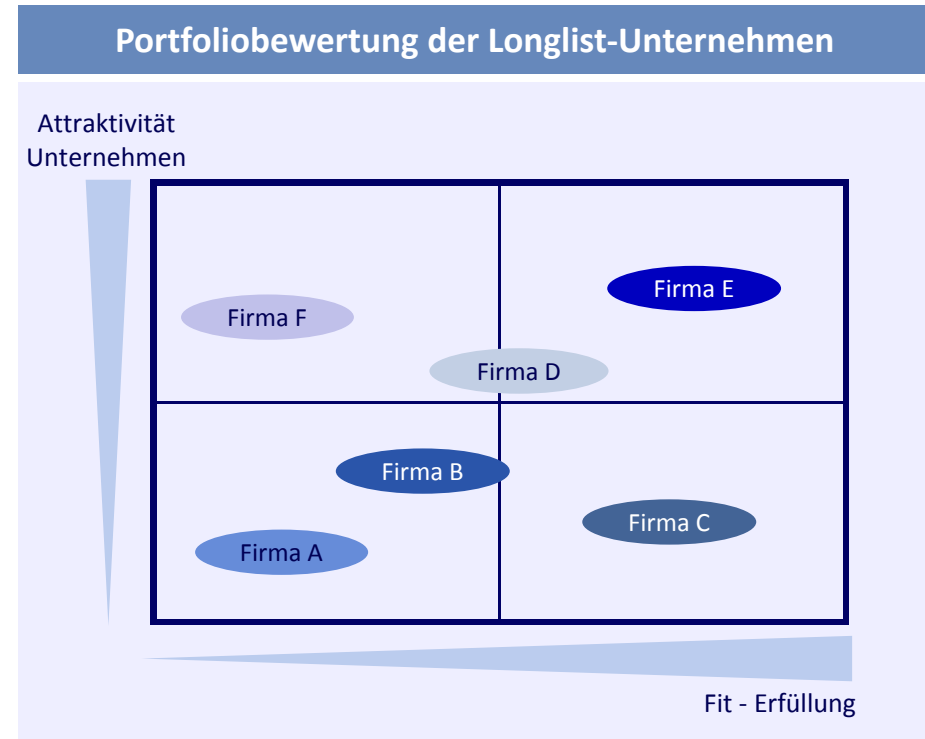 Portfoliobewertung der Longlist-Unternehmen
Attraktivität
Unternehmen
Firma E
Firma F
Firma D
Firma B
Firma C
Firma A
Fit - Erfüllung